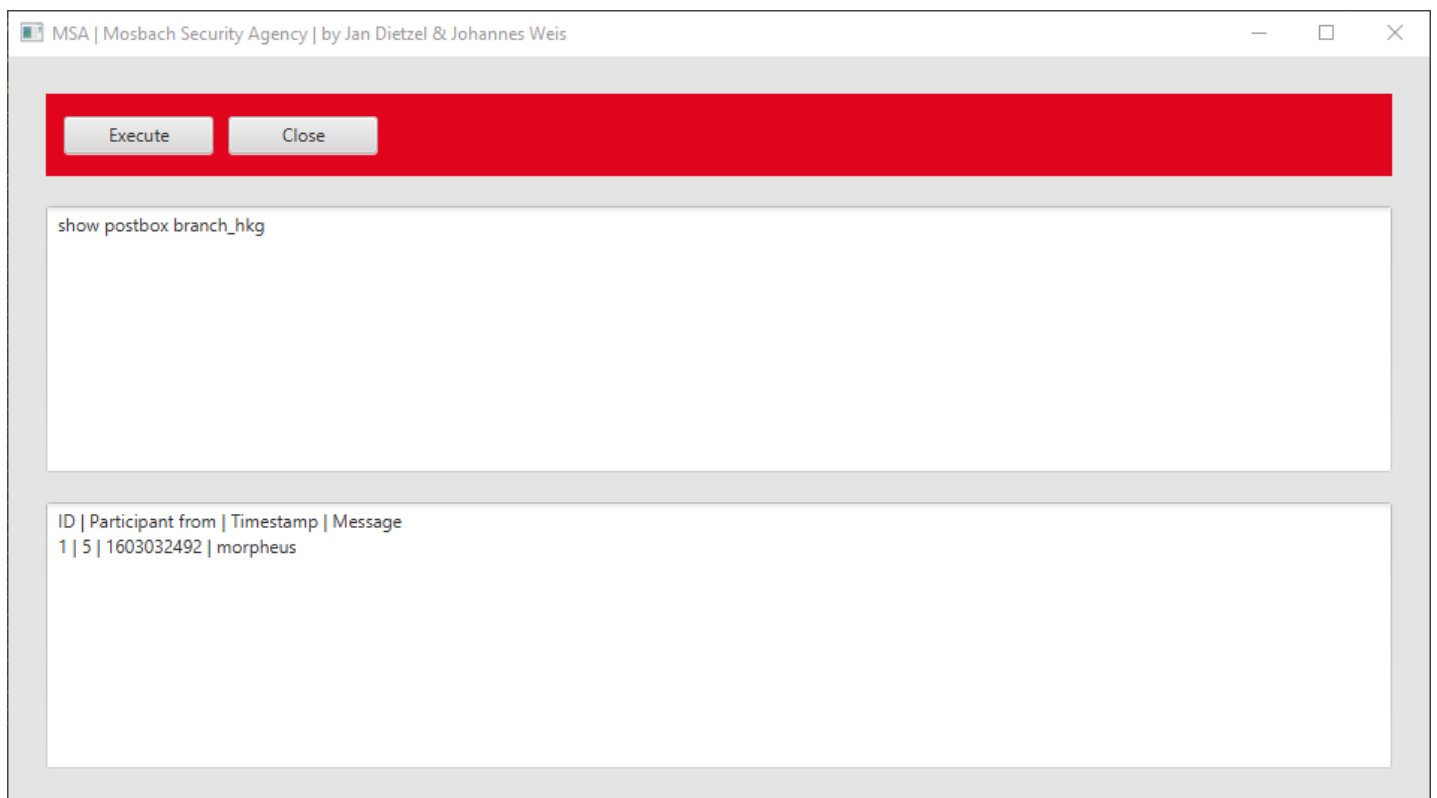 MSA | Mosbach Security Agency | by Jan Dietzel & Johannes Weis
Execute Close
show postbox branch_hkg
ID | Participant from | Timestamp | Message
1 | 5 | 1603032492 | morpheus